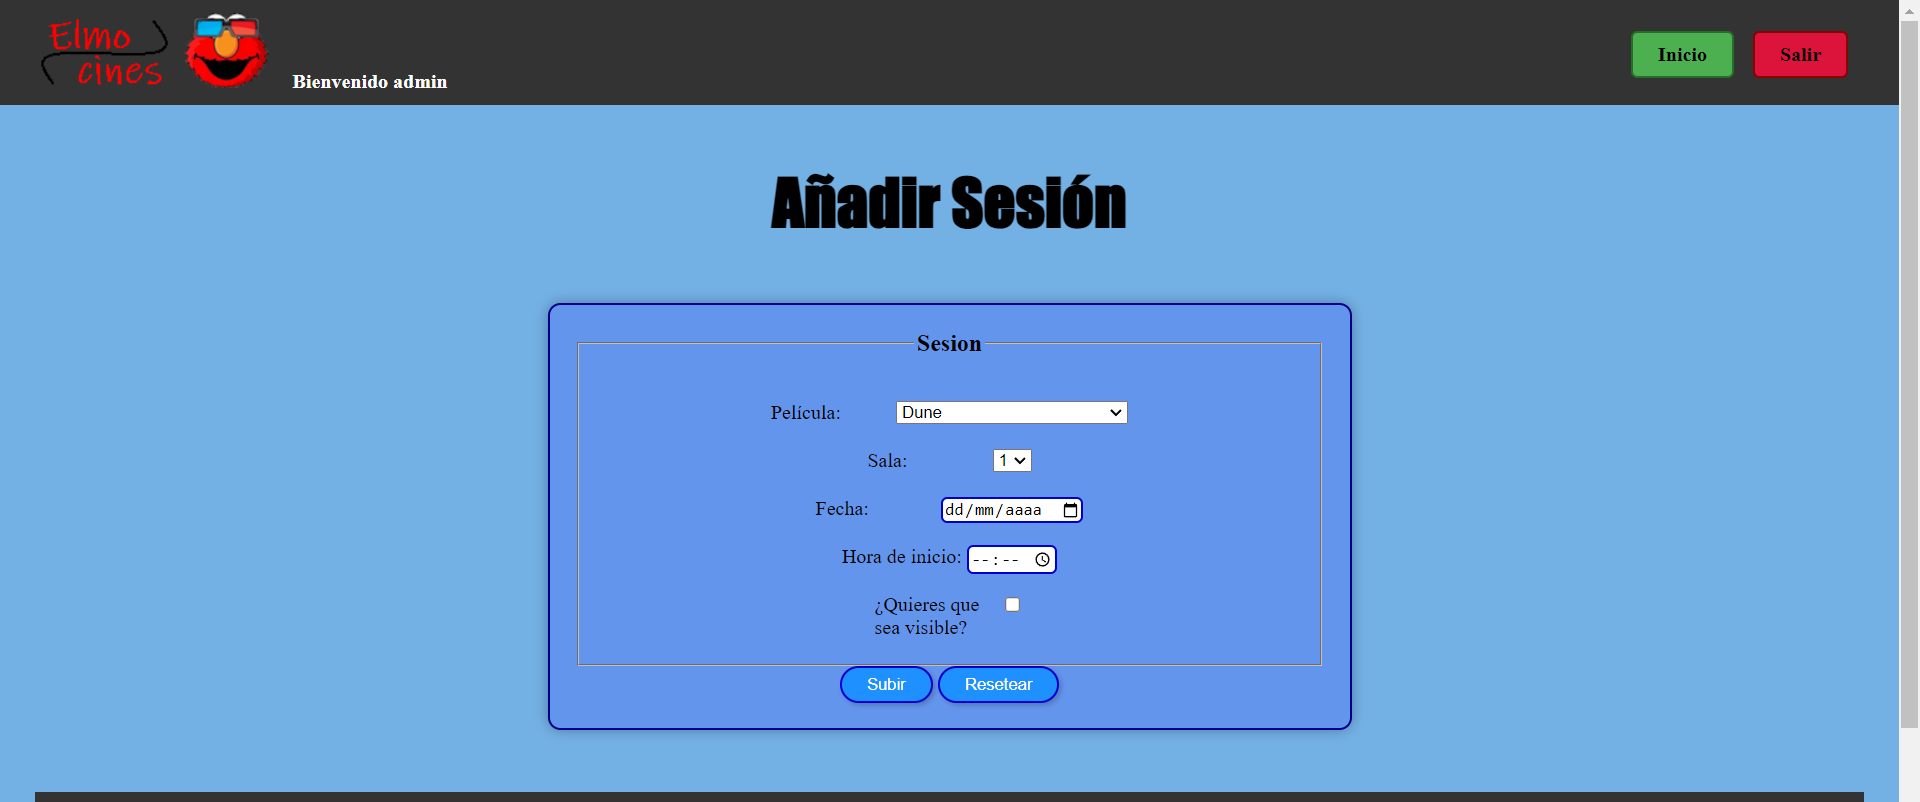 Elmo
cines
Bienvenido admin
Inicio
Salir
Añadir Sesión
Sesion
Película: Dune
Sala: 1
Fecha: dd/mm/aaaa
Hora de inicio: --:--
¿Quieres que
sea visible?
Subir Resetear